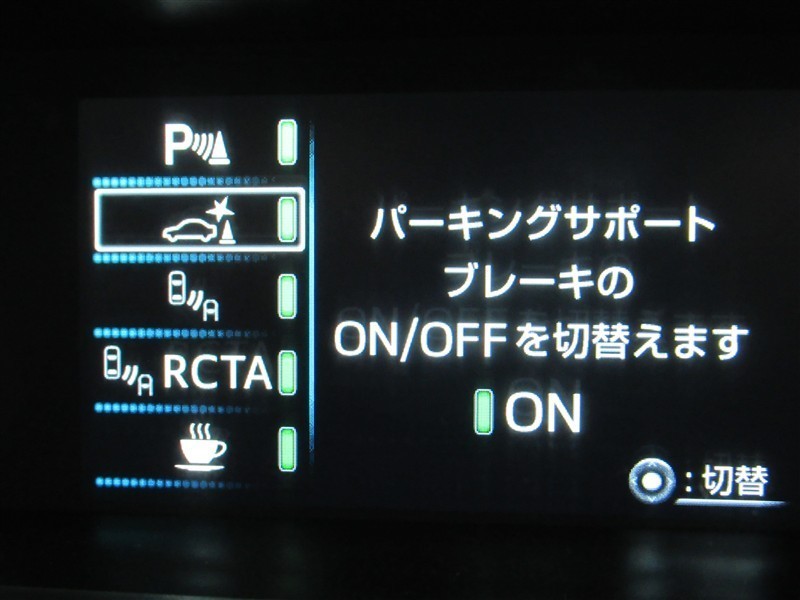 P
RCTA
パーキングサポート
ブレーキの
ON/OFFを切替えます
ON
:切替